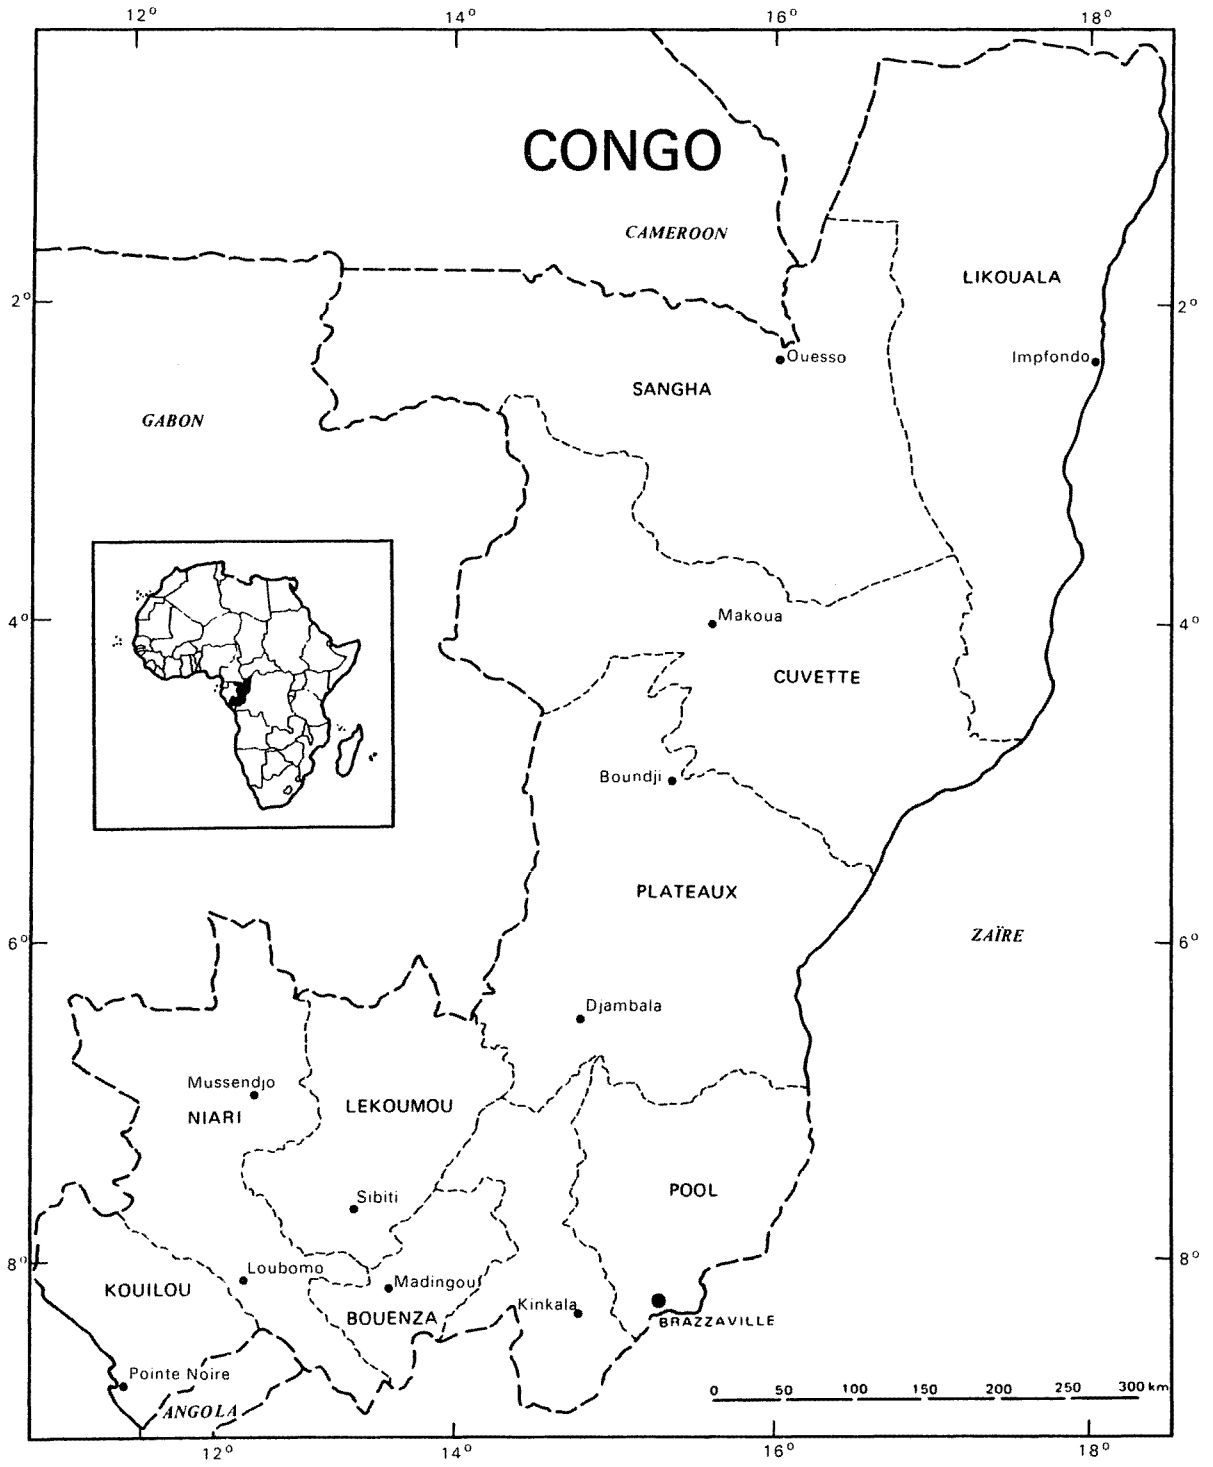 12° 14° 16° 18°
CONGO
CAMEROON
LIKOUALA
2° 2°
Ouesso Impfondo
SANGHA
GABON
4° 4°
Makoua
CUVETTE
Boundji
PLATEAUX
ZAÏRE
6° 6°
Djambala
Mussendjo
LEKOUMOU
NIARI
POOL
Sibiti
8° 8°
Loubomo
Madingou
KOUILOU
Kinkala
BOUENZA
BRAZZAVILLE
Pointe Noire
0 50 100 150 200 250 300 km
ANGOLA
12° 14° 16° 18°